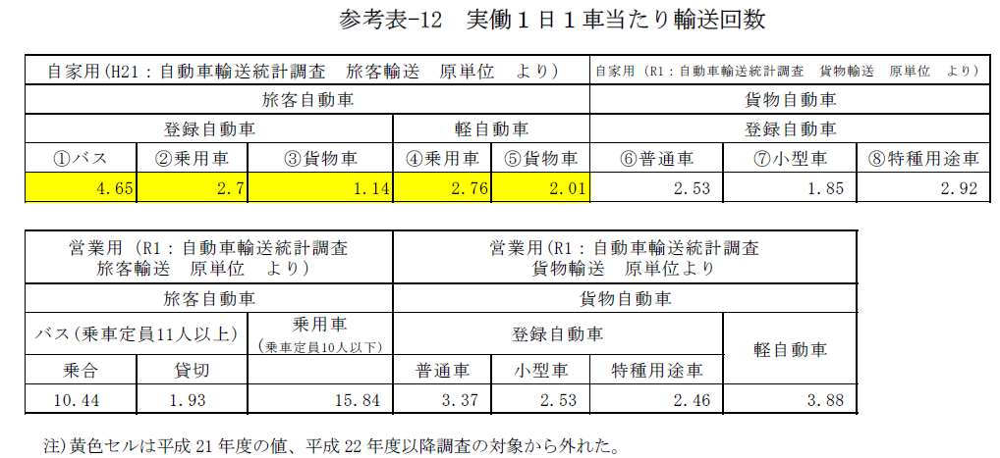 参考表-12　実働１日１車当たり輸送回数
自家用(H21：自動車輸送統計調査　旅客輸送　原単位　より)
自家用（R1：自動車輸送統計調査　貨物輸送　原単位　より)
旅客自動車
貨物自動車
登録自動車
軽自動車
登録自動車
①バス
②乗用車
③貨物車
④乗用車
⑤貨物車
⑥普通車
⑦小型車
⑧特種用途車
4.65
2.7
1.14
2.76
2.01
2.53
1.85
2.92
営業用（R1：自動車輸送統計調査
旅客輸送　原単位　より)
営業用(R1：自動車輸送統計調査
貨物輸送　原単位より
旅客自動車
貨物自動車
バス(乗車定員11人以上)
乗用車
(乗車定員10人以下)
登録自動車
軽自動車
乗合
貸切
普通車
小型車
特種用途車
10.44
1.93
15.84
3.37
2.53
2.46
3.88
注)黄色セルは平成 21 年度の値、平成 22 年度以降調査の対象から外れた。